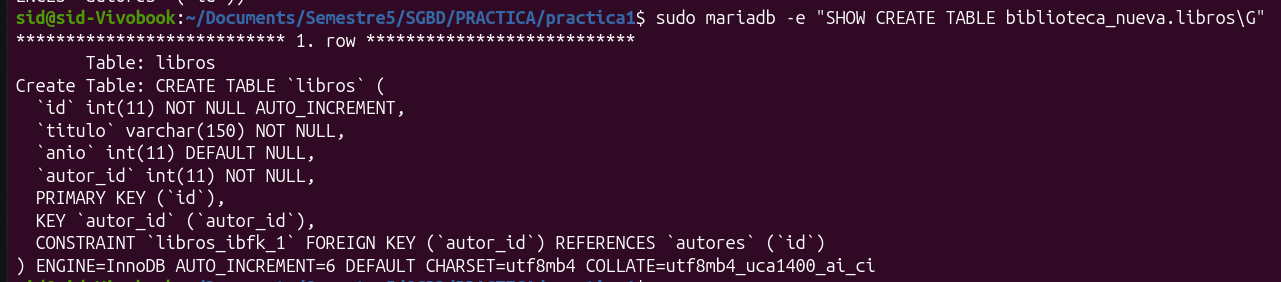 sid@sid-Vivobook:~/Documents/Semestre5/SGBD/PRACTICA/practica1$ sudo mariadb -e "SHOW CREATE TABLE biblioteca_nueva.libros\G"
*************************** 1. row ***************************
       Table: libros
Create Table: CREATE TABLE `libros` (
  `id` int(11) NOT NULL AUTO_INCREMENT,
  `titulo` varchar(150) NOT NULL,
  `anio` int(11) DEFAULT NULL,
  `autor_id` int(11) NOT NULL,
  PRIMARY KEY (`id`),
  KEY `autor_id` (`autor_id`),
  CONSTRAINT `libros_ibfk_1` FOREIGN KEY (`autor_id`) REFERENCES `autores` (`id`)
) ENGINE=InnoDB AUTO_INCREMENT=6 DEFAULT CHARSET=utf8mb4 COLLATE=utf8mb4_uca1400_ai_ci